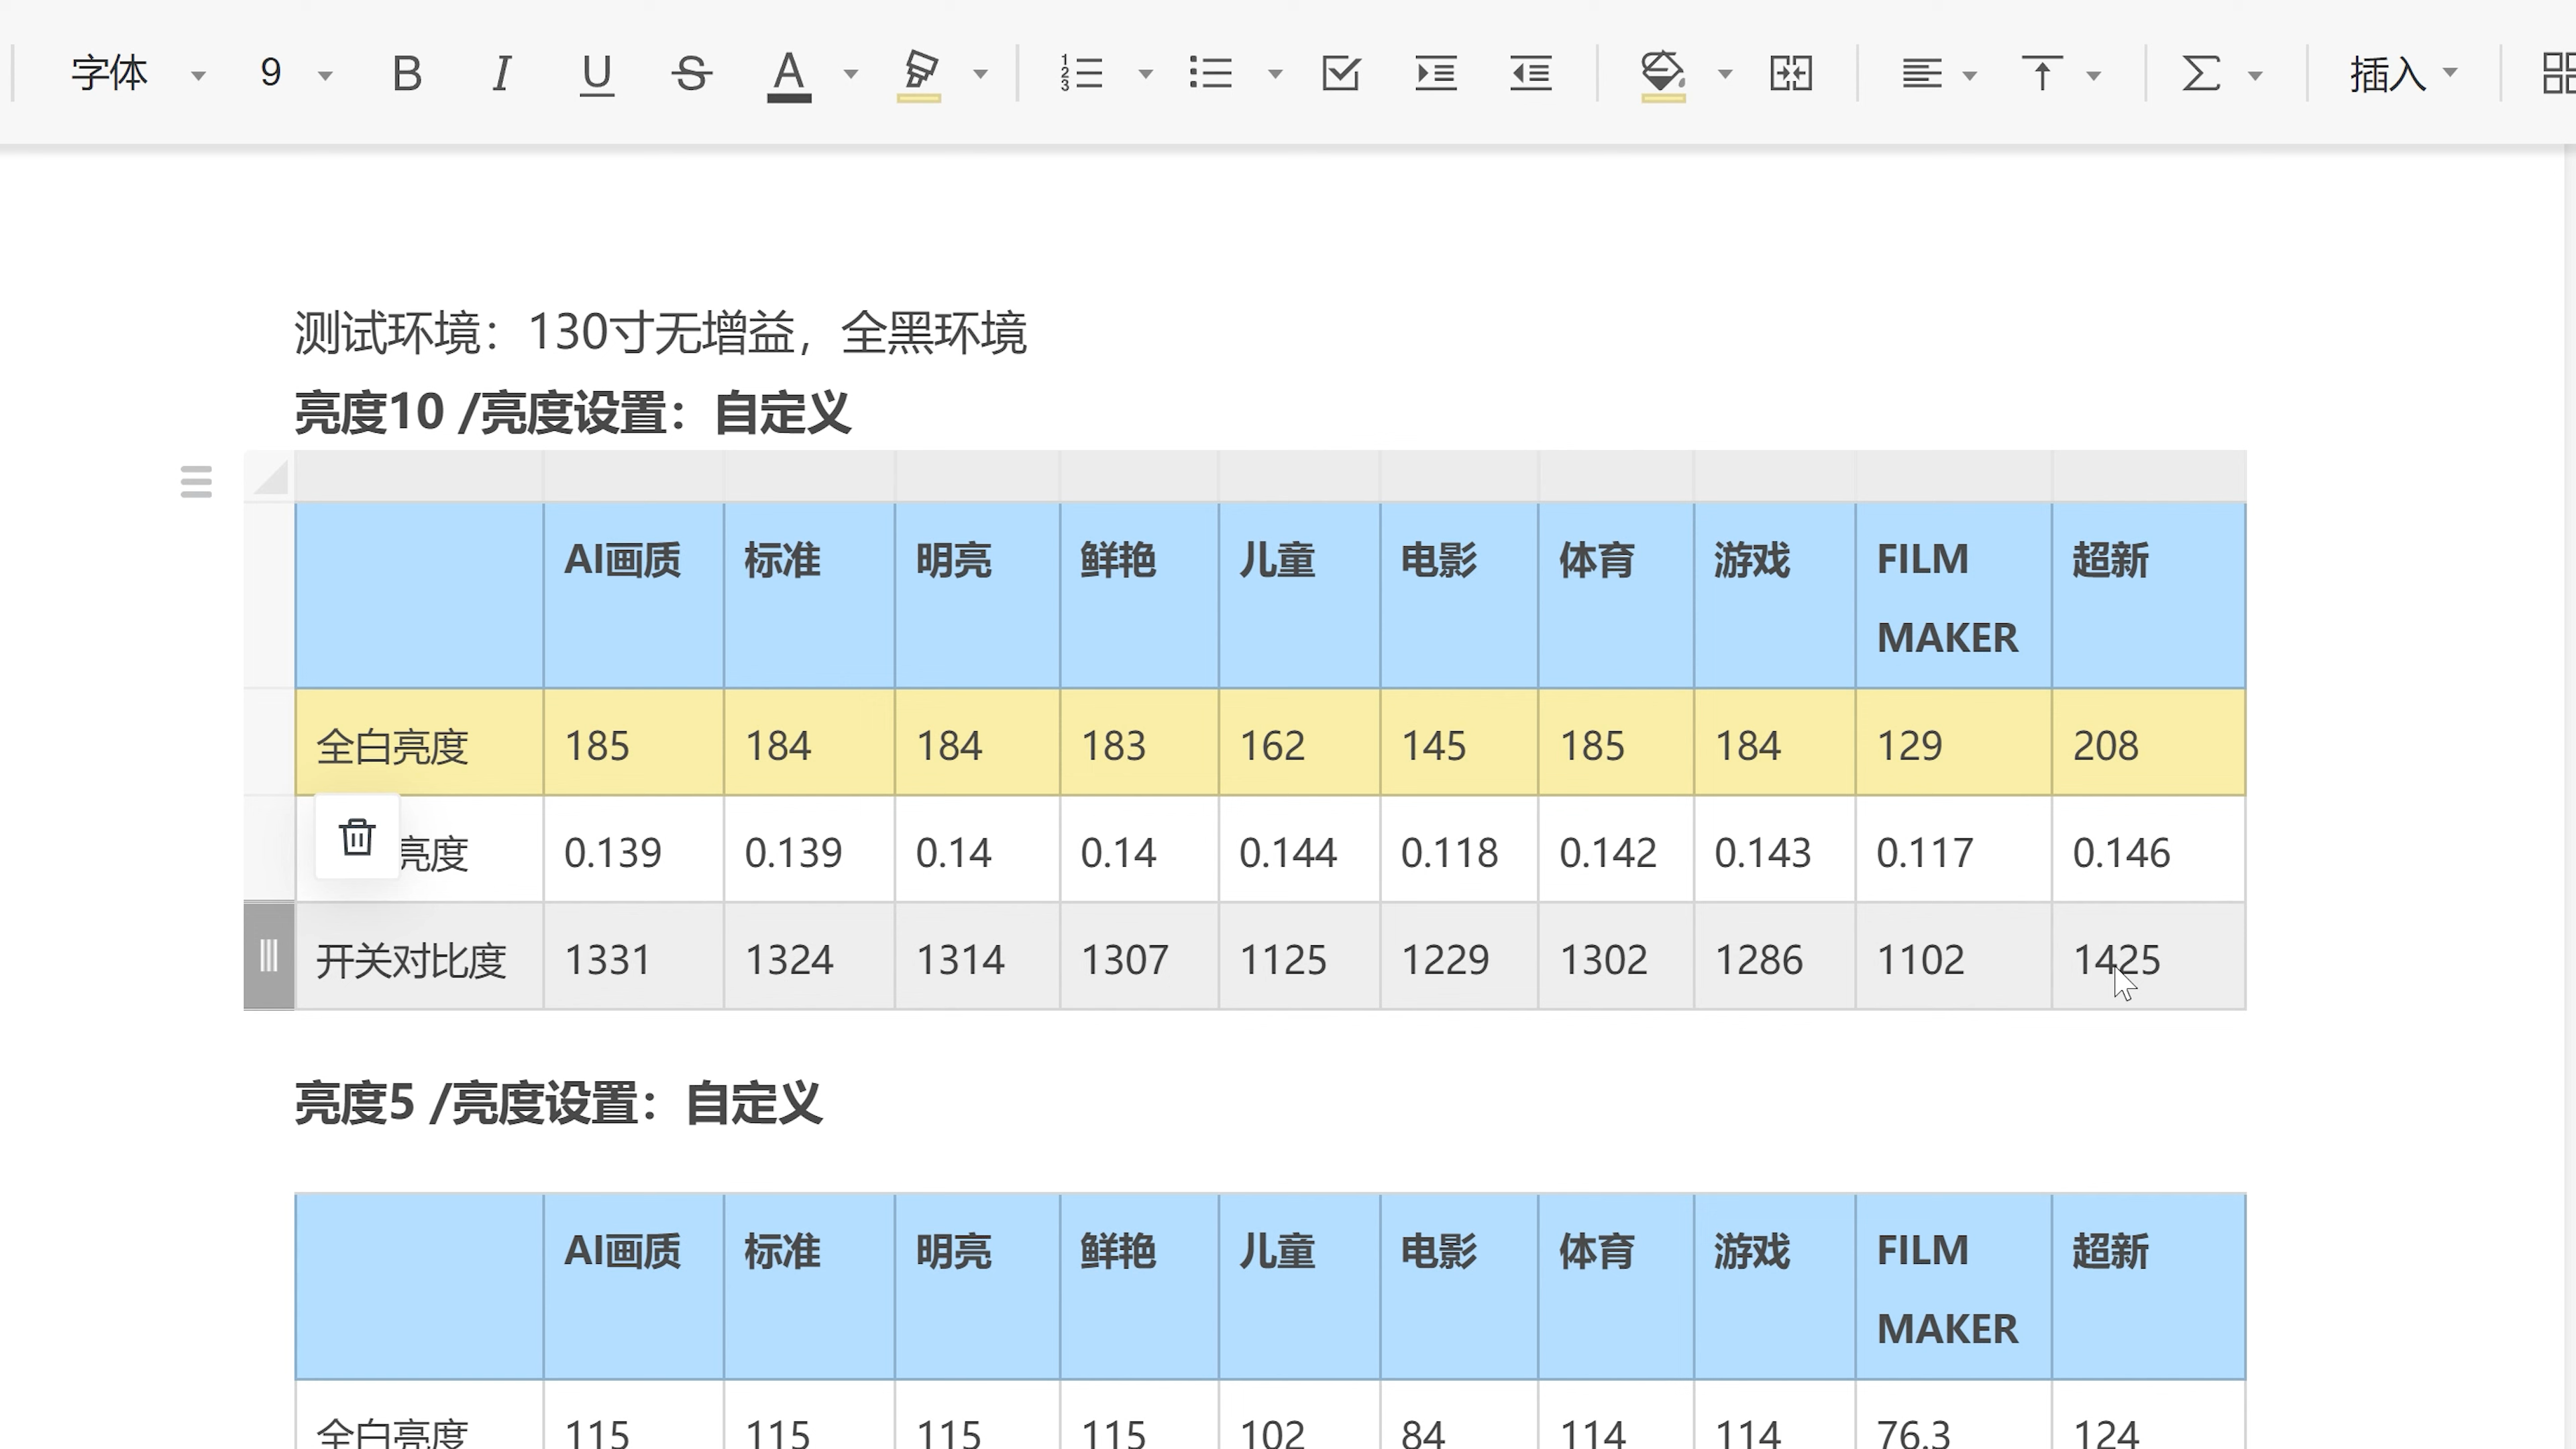 字体 9 B I U S A 插入
测试环境：130寸无增益，全黑环境
亮度10 /亮度设置：自定义
AI画质 标准 明亮 鲜艳 儿童 电影 体育 游戏 FILM MAKER 超新
全白亮度 185 184 184 183 162 145 185 184 129 208
亮度 0.139 0.139 0.14 0.14 0.144 0.118 0.142 0.143 0.117 0.146
开关对比度 1331 1324 1314 1307 1125 1229 1302 1286 1102 1425
亮度5 /亮度设置：自定义
AI画质 标准 明亮 鲜艳 儿童 电影 体育 游戏 FILM MAKER 超新
全白亮度 115 115 115 115 102 84 114 114 76.3 124